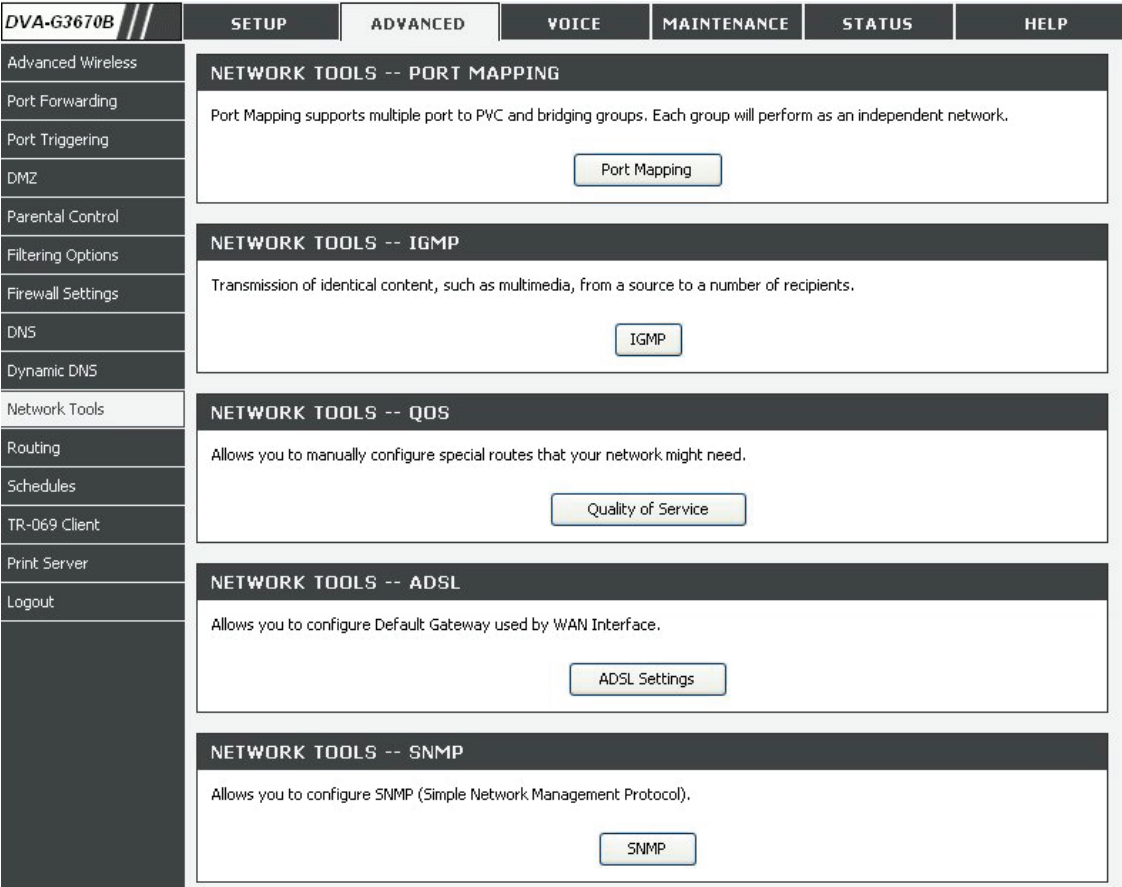 DVA-G3670B
SETUP
ADVANCED
VOICE
MAINTENANCE
STATUS
HELP
Advanced Wireless
Port Forwarding
Port Triggering
DMZ
Parental Control
Filtering Options
Firewall Settings
DNS
Dynamic DNS
Network Tools
Routing
Schedules
TR-069 Client
Print Server
Logout
NETWORK TOOLS -- PORT MAPPING
Port Mapping supports multiple port to PVC and bridging groups. Each group will perform as an independent network.
Port Mapping
NETWORK TOOLS -- IGMP
Transmission of identical content, such as multimedia, from a source to a number of recipients.
IGMP
NETWORK TOOLS -- QOS
Allows you to manually configure special routes that your network might need.
Quality of Service
NETWORK TOOLS -- ADSL
Allows you to configure Default Gateway used by WAN Interface.
ADSL Settings
NETWORK TOOLS -- SNMP
Allows you to configure SNMP (Simple Network Management Protocol).
SNMP